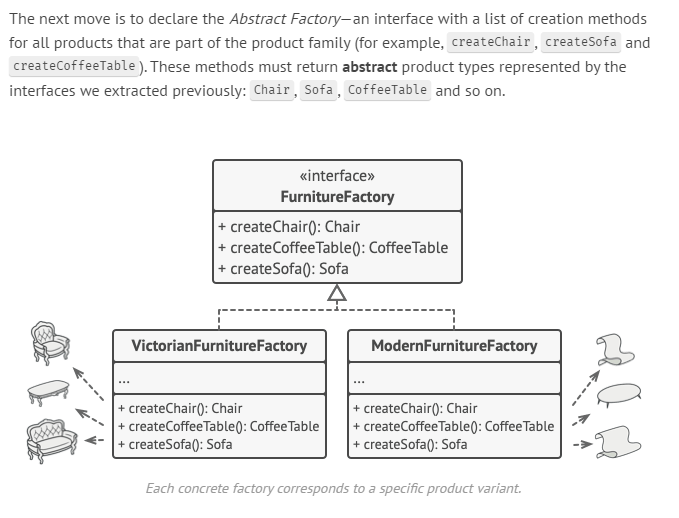 The next move is to declare the Abstract Factory—an interface with a list of creation methods
for all products that are part of the product family (for example, createChair, createSofa and
createCoffeeTable). These methods must return abstract product types represented by the
interfaces we extracted previously: Chair, Sofa, CoffeeTable and so on.
«interface»
FurnitureFactory
+ createChair(): Chair
+ createCoffeeTable(): CoffeeTable
+ createSofa(): Sofa
VictorianFurnitureFactory
...
+ createChair(): Chair
+ createCoffeeTable(): CoffeeTable
+ createSofa(): Sofa
ModernFurnitureFactory
...
+ createChair(): Chair
+ createCoffeeTable(): CoffeeTable
+ createSofa(): Sofa
Each concrete factory corresponds to a specific product variant.